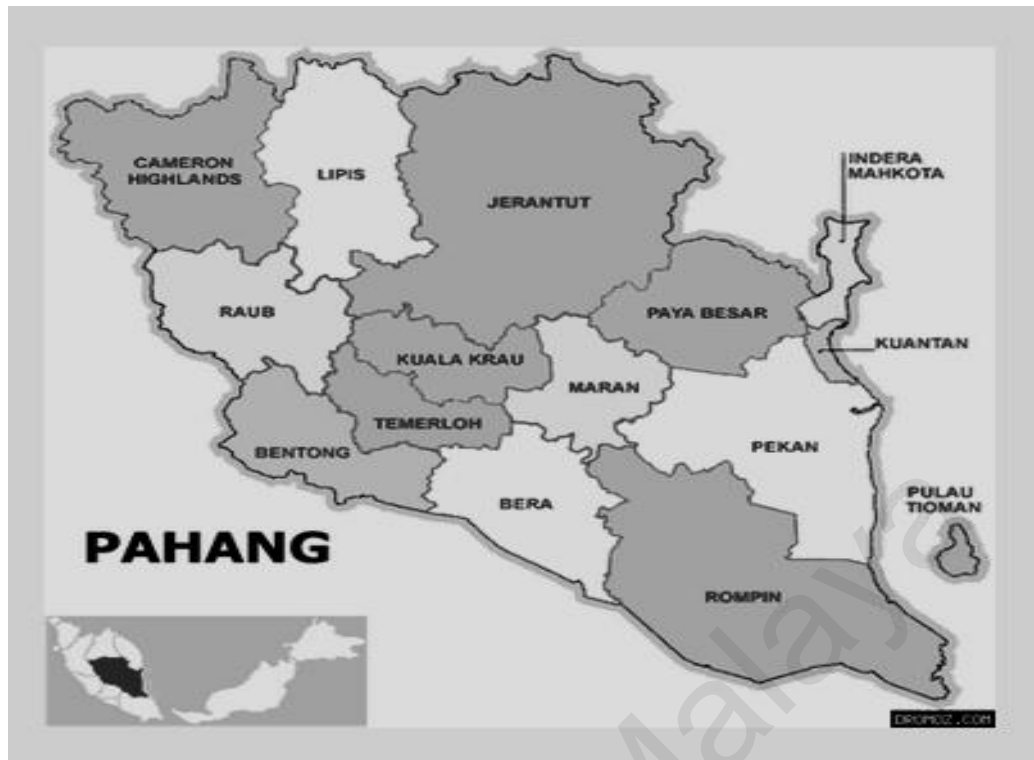 CAMERON
HIGHLANDS
LIPIS
JERANTUT
INDERA
MAHKOTA
RAUB
PAYA BESAR
KUALA KRAU
KUANTAN
MARAN
TEMERLOH
BENTONG
PEKAN
BERA
PULAU
TIOMAN
PAHANG
ROMPIN
DROMOZ.COM
Malaya